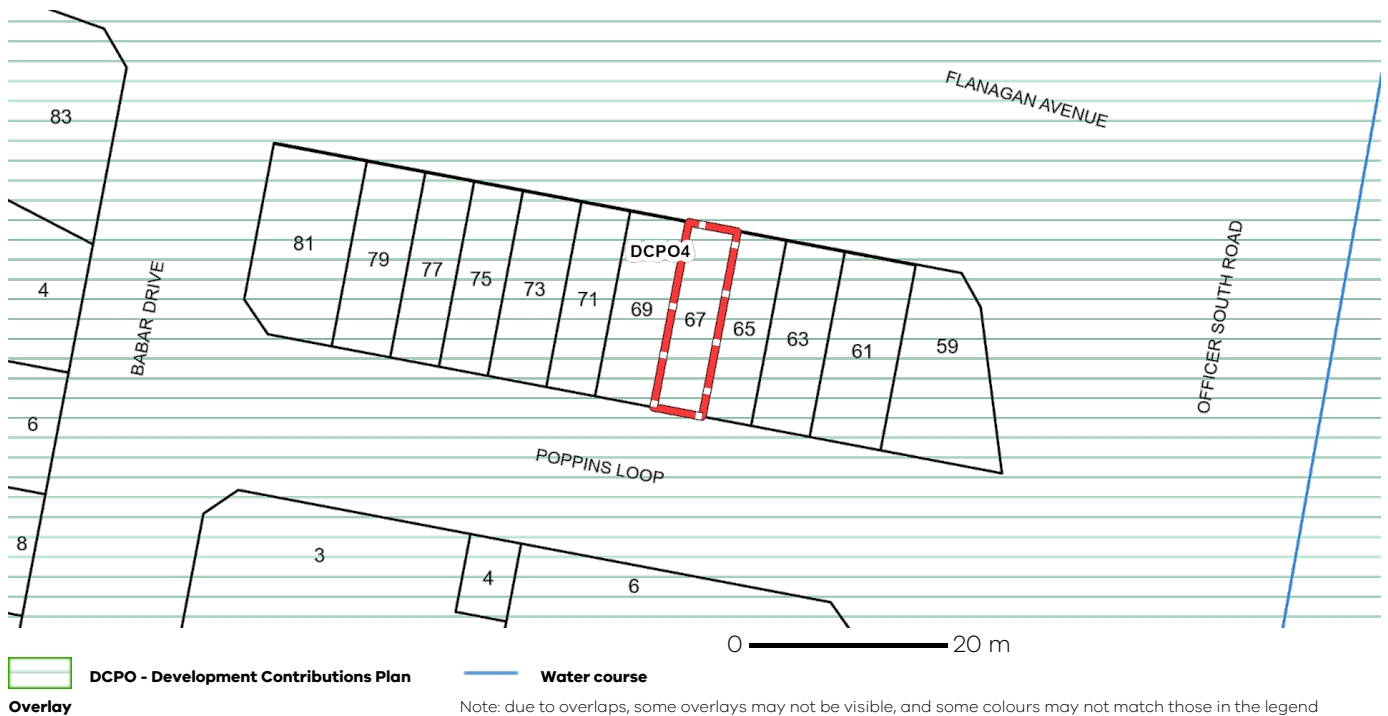 FLANAGAN AVENUE
83
81
79
77
75
73
71
69
DCPO4
67
65
63
61
59
OFFICER SOUTH ROAD
BABAR DRIVE
4
6
8
POPPINS LOOP
3
4
6
0 20 m
DCPO - Development Contributions Plan
Overlay
Water course
Note: due to overlaps, some overlays may not be visible, and some colours may not match those in the legend